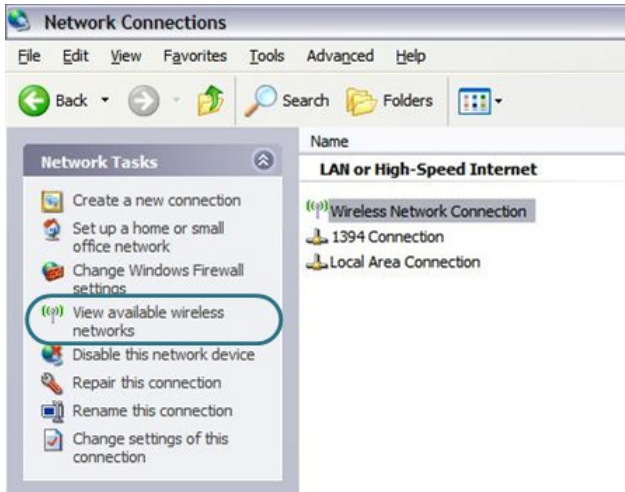 Network Connections
File Edit View Favorites Tools Advanced Help
Back Search Folders
Network Tasks
Create a new connection
Set up a home or small
office network
Change Windows Firewall
settings
View available wireless
networks
Disable this network device
Repair this connection
Rename this connection
Change settings of this
connection
Name
LAN or High-Speed Internet
Wireless Network Connection
1394 Connection
Local Area Connection